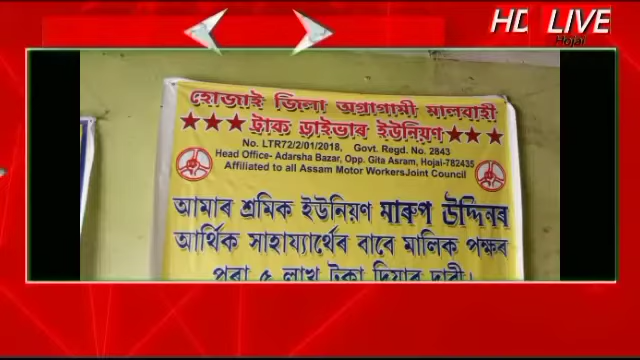 HD LIVE
Hojai
হোজাই জিলা অগ্ৰাগামী মালবাহী
ট্ৰাক ড্ৰাইভাৰ ইউনিয়ণ
No. LTR72/2/01/2018, Govt. Regd. No. 2843
Head Office- Adarsha Bazar, Opp. Gita Asram, Hojai-782435
Affiliated to all Assam Motor WorkersJoint Council
আমাৰ শ্ৰমিক ইউনিয়ণ মাৰুপ উদ্দিনৰ
আৰ্থিক সাহায্যাৰ্থেৰ বাবে মালিক পক্ষৰ
পৰা ৫ লাখ টকা দিয়াৰ দাবী।